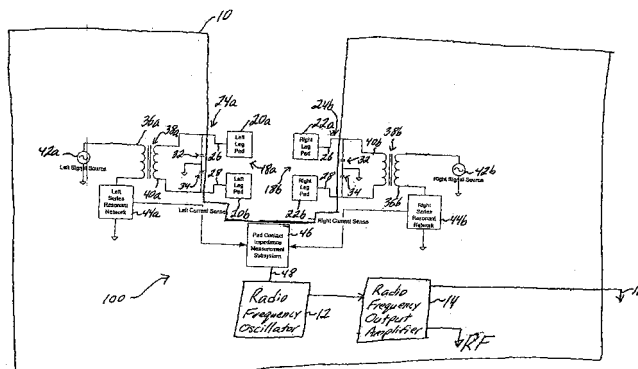 10
24a
20a
22a
24b
36a
38a
40b
38b
42a
Left Signal Source
32
26
Left Leg Pad
18a
Right Leg Pad
26
32
42b
Right Signal Source
34
28
Left Leg Pad
18b
Right Leg Pad
28
34
36b
40a
20b
22b
Left Series Resonant Network
44a
Left Current Sense
Right Current Sense
Right Series Resonant Network
44b
Pad Contact Impedance Measurement Subsystem
46
48
100
Radio Frequency Oscillator
12
Radio Frequency Output Amplifier
14
RF